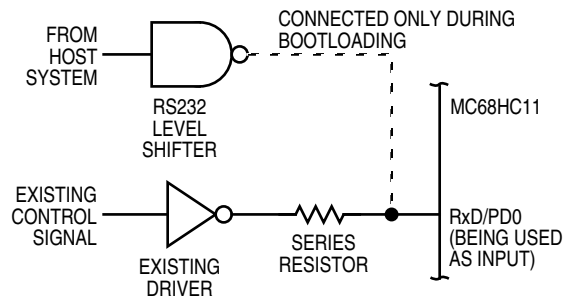 CONNECTED ONLY DURING
BOOTLOADING
FROM
HOST
SYSTEM
RS232
LEVEL
SHIFTER
MC68HC11
EXISTING
CONTROL
SIGNAL
EXISTING
DRIVER
SERIES
RESISTOR
RxD/PD0
(BEING USED
AS INPUT)